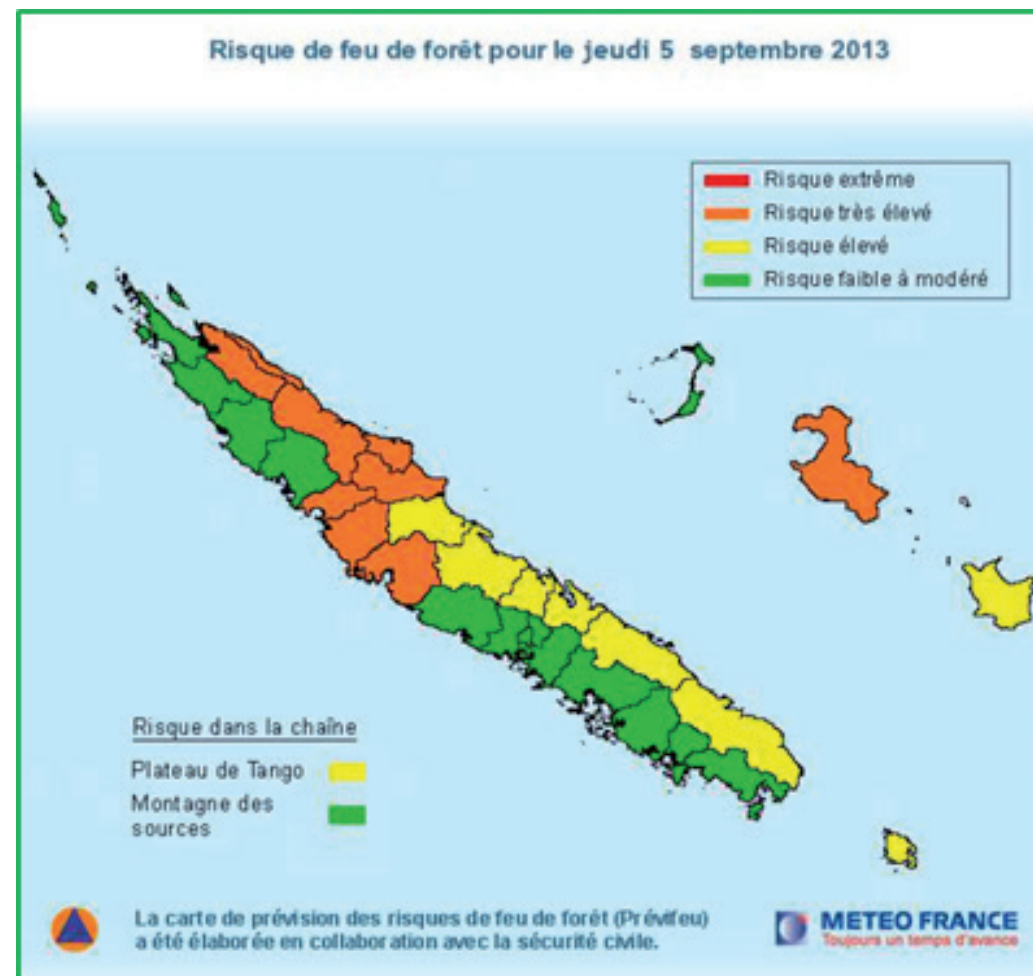 Risque de feu de forêt pour le jeudi 5 septembre 2013
Risque extrême
Risque très élevé
Risque élevé
Risque faible à modéré
Risque dans la chaîne
Plateau de Tango
Montagne des
sources
La carte de prévision des risques de feu de forêt (Prévifeu)
a été élaborée en collaboration avec la sécurité civile.
METEO FRANCE
Toujours un temps d'avance